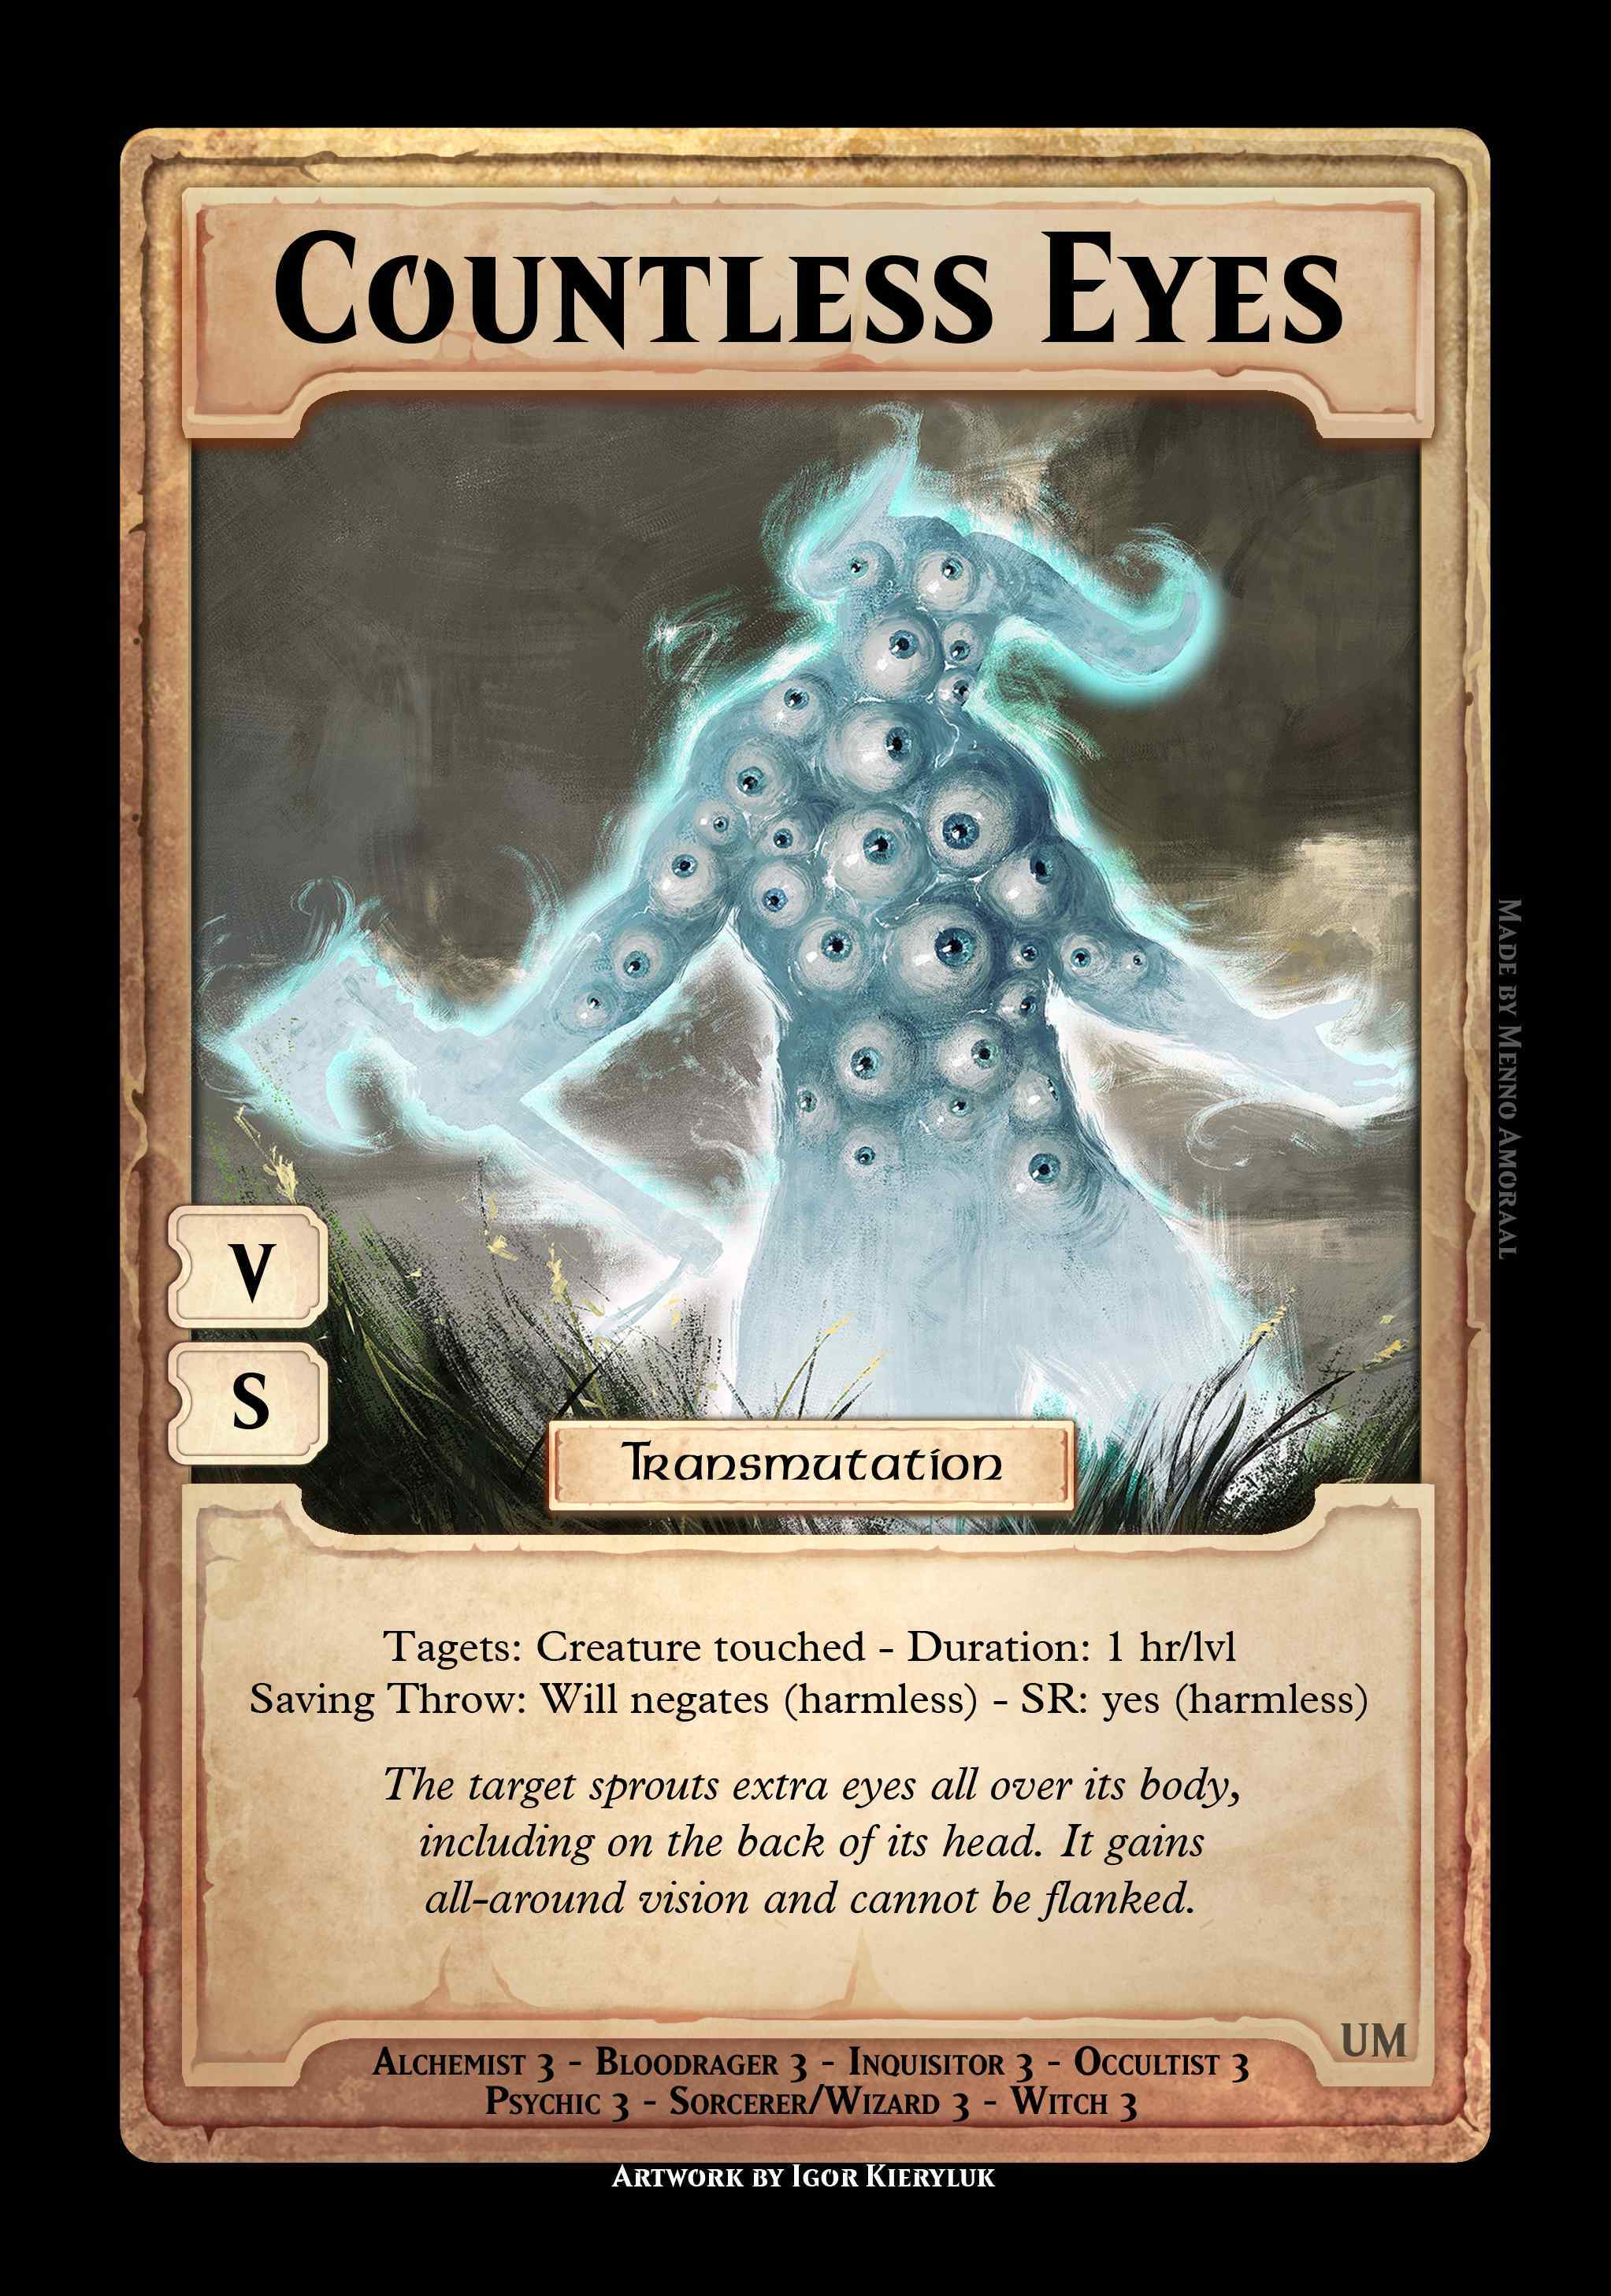 Countless Eyes
V
S
Transmutation
Tagets: Creature touched - Duration: 1 hr/lvl
Saving Throw: Will negates (harmless) - SR: yes (harmless)
The target sprouts extra eyes all over its body,
including on the back of its head. It gains
all-around vision and cannot be flanked.
UM
Alchemist 3 - Bloodrager 3 - Inquisitor 3 - Occultist 3
Psychic 3 - Sorcerer/Wizard 3 - Witch 3
Artwork by Igor Kieryluk
Made by Menno Amoraal